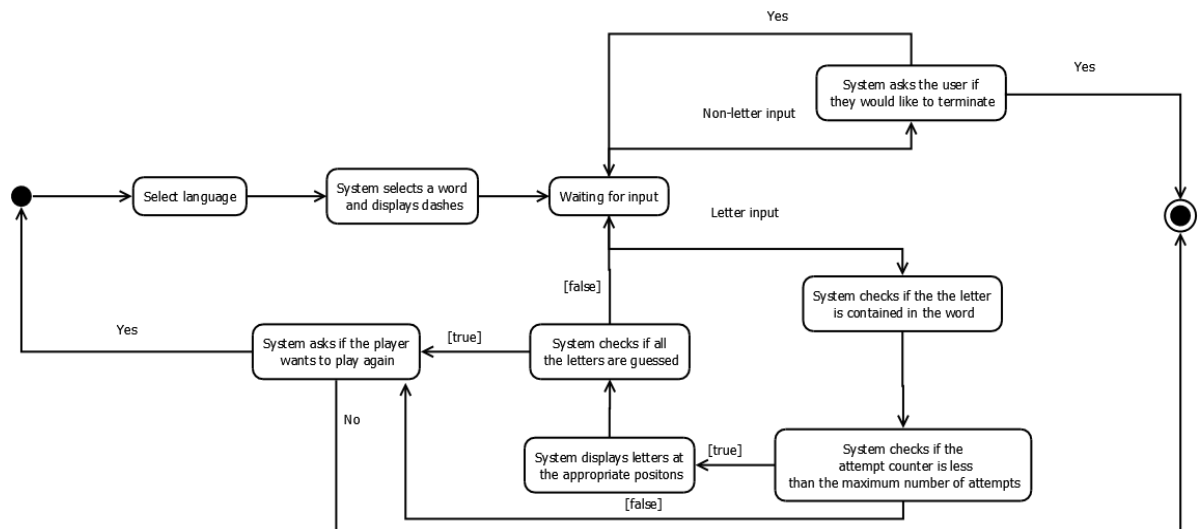 Yes
System asks the user if
they would like to terminate
Yes
Non-letter input
Select language
System selects a word
and displays dashes
Waiting for input
Letter input
[false]
System checks if the the letter
is contained in the word
Yes
System asks if the player
wants to play again
[true]
System checks if all
the letters are guessed
No
System displays letters at
the appropriate positons
[true]
System checks if the
attempt counter is less
than the maximum number of attempts
[false]